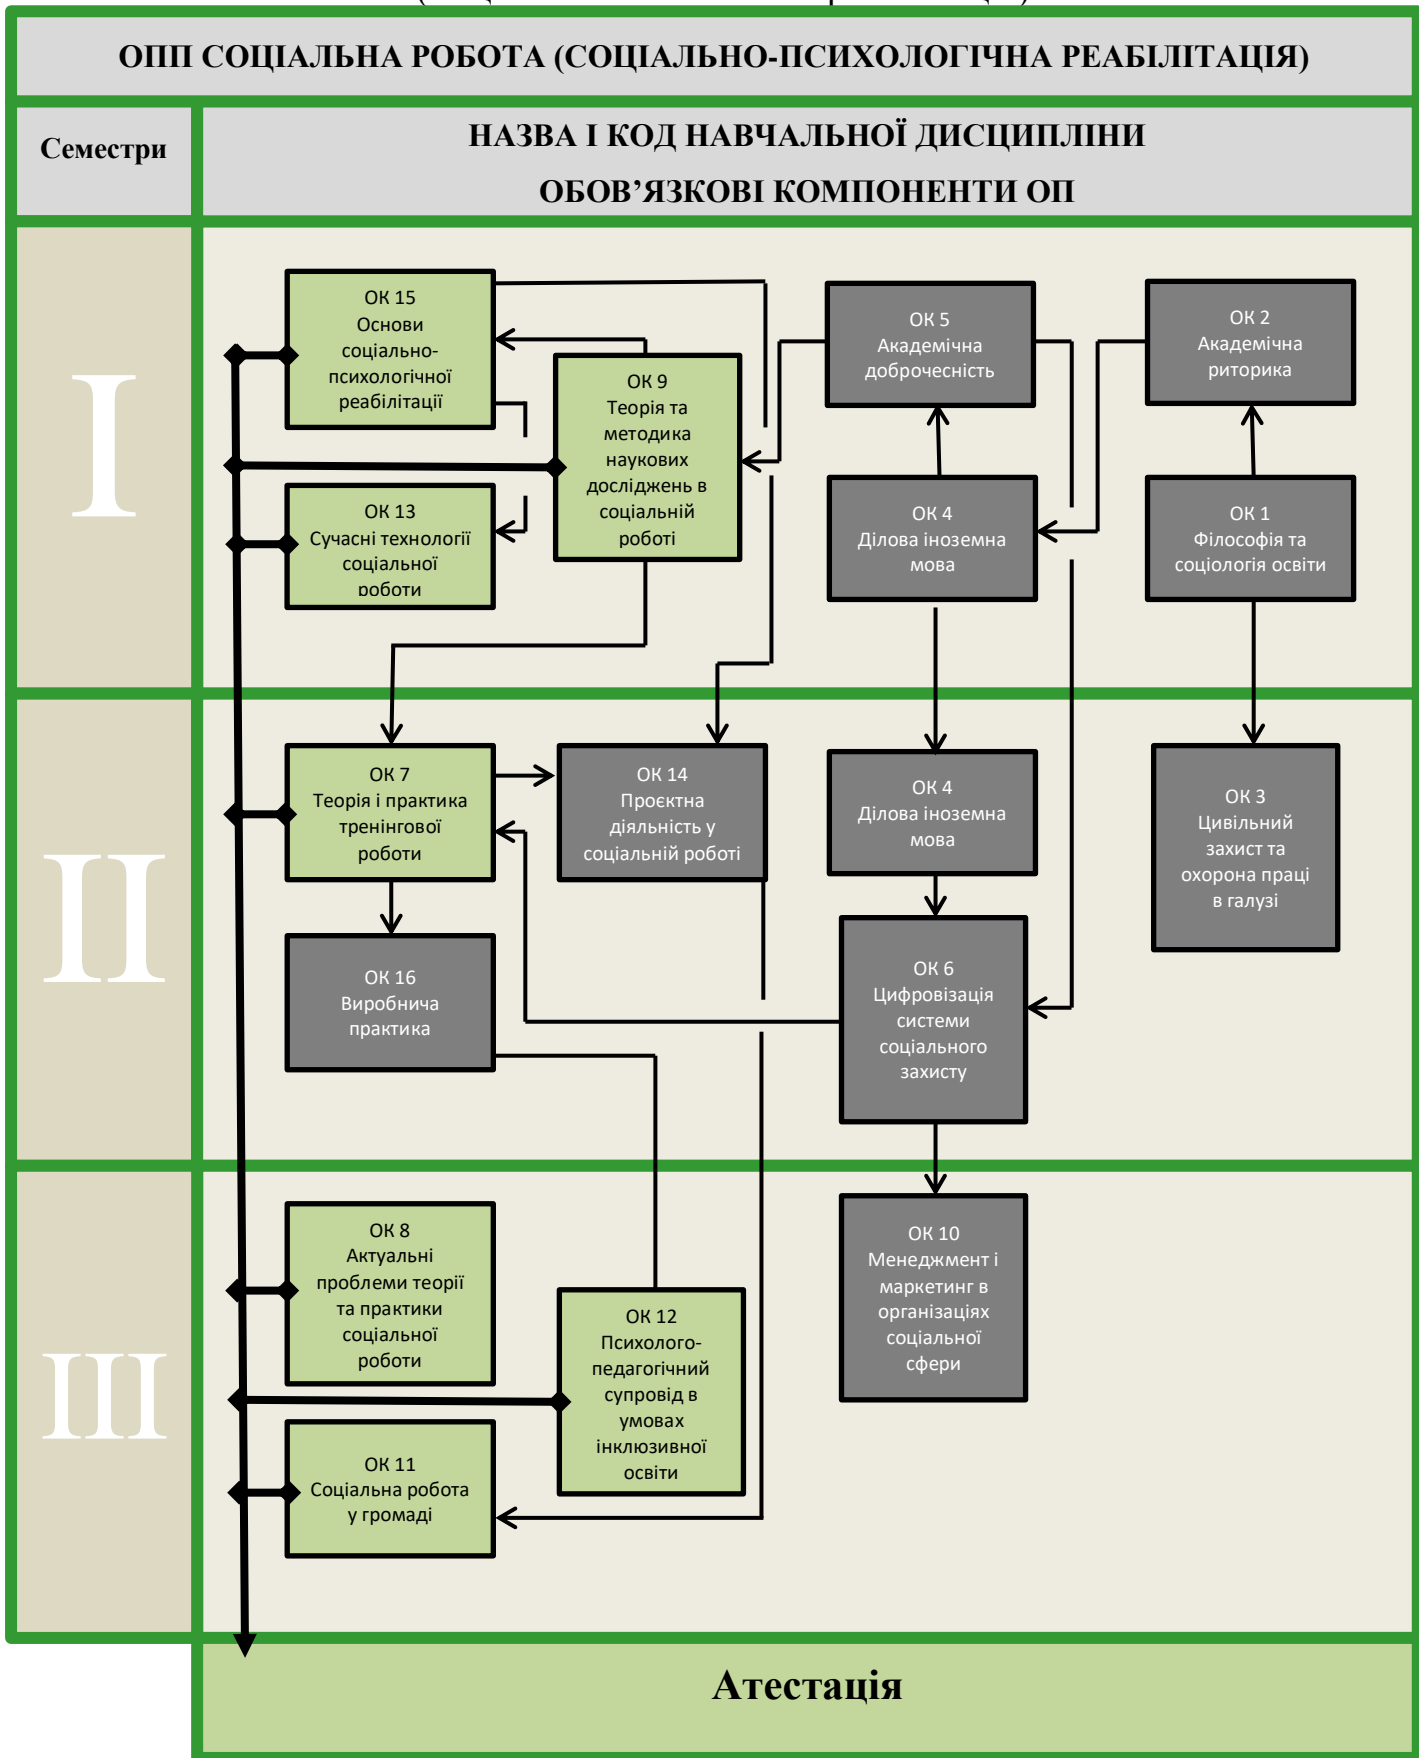 ОПП СОЦІАЛЬНА РОБОТА (СОЦІАЛЬНО-ПСИХОЛОГІЧНА РЕАБІЛІТАЦІЯ)
Семестри
НАЗВА І КОД НАВЧАЛЬНОЇ ДИСЦИПЛІНИ
ОБОВ’ЯЗКОВІ КОМПОНЕНТИ ОП
I
ОК 15
Основи
соціально-
психологічної
реабілітації
ОК 9
Теорія та
методика
наукових
досліджень в
соціальній
роботі
ОК 5
Академічна
доброчесність
ОК 2
Академічна
риторика
ОК 13
Сучасні технології
соціальної
роботи
ОК 4
Ділова іноземна
мова
ОК 1
Філософія та
соціологія освіти
II
ОК 7
Теорія і практика
тренінгової
роботи
ОК 14
Проєктна
діяльність у
соціальній роботі
ОК 4
Ділова іноземна
мова
ОК 3
Цивільний
захист та
охорона праці
в галузі
ОК 16
Виробнича
практика
ОК 6
Цифровізація
системи
соціального
захисту
III
ОК 8
Актуальні
проблеми теорії
та практики
соціальної
роботи
ОК 12
Психолого-
педагогічний
супровід в
умовах
інклюзивної
освіти
ОК 10
Менеджмент і
маркетинг в
організаціях
соціальної
сфери
ОК 11
Соціальна робота
у громаді
Атестація